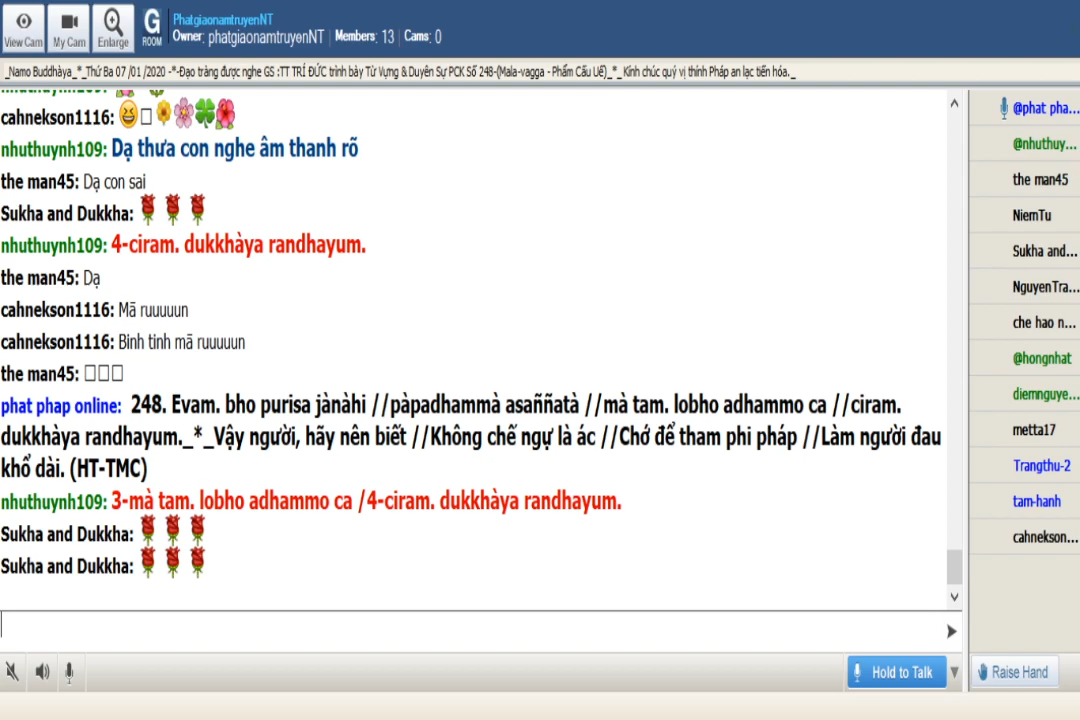 PhatgiaonamtruyenNT
View Cam My Cam Enlarge G ROOM Owner: phatgiaonamtruyenNT Members: 13 Cams: 0
_Namo Buddhàya_*_Thứ Ba 07 /01 /2020 -*-Đạo tràng được nghe GS :TT TRÍ ĐỨC trình bày Từ Vựng & Duyên Sự PCK Số 248-(Mala-vagga - Phẩm Cấu Uế)_*_ Kính chúc quý vị thính Pháp an lạc tiến hóa._
cahnekson1116:
nhuthuynh109: Dạ thưa con nghe âm thanh rõ
the man45: Dạ con sai
Sukha and Dukkha:
nhuthuynh109: 4-ciram. dukkhàya randhayum.
the man45: Dạ
cahnekson1116: Mã ruuuuun
cahnekson1116: Binh tinh mã ruuuuun
the man45:
phat phap online: 248. Evam. bho purisa jànàhi //pàpadhammà asaññatà //mà tam. lobho adhammo ca //ciram.
dukkhàya randhayum._*_Vậy người, hãy nên biết //Không chế ngự là ác //Chớ để tham phi pháp //Làm người đau
khổ dài. (HT-TMC)
nhuthuynh109: 3-mà tam. lobho adhammo ca /4-ciram. dukkhàya randhayum.
Sukha and Dukkha:
Sukha and Dukkha:
@phat pha...
@nhuthuy...
the man45
NiemTu
Sukha and...
NguyenTra...
che hao n...
@hongnhat
diemnguye...
metta17
Trangthu-2
tam-hanh
cahnekson...
Hold to Talk
Raise Hand